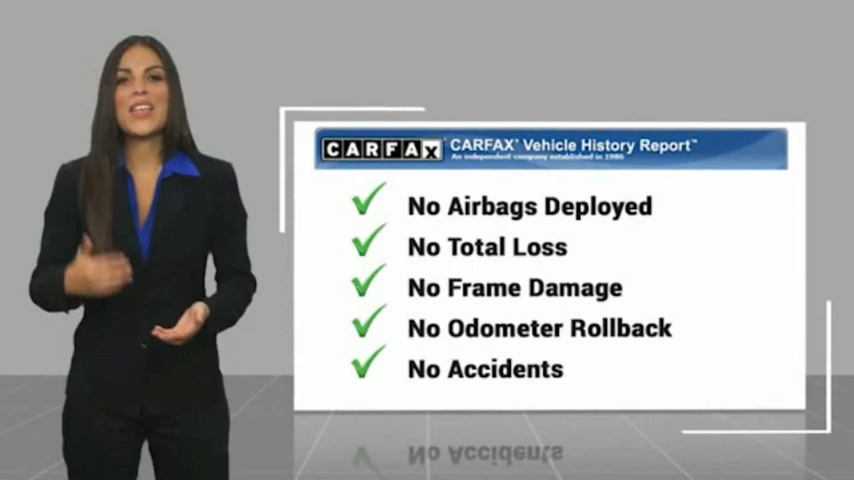 CARFAX CARFAX® Vehicle History Report™
An independent company established in 1986
No Airbags Deployed
No Total Loss
No Frame Damage
No Odometer Rollback
No Accidents
No Accidents